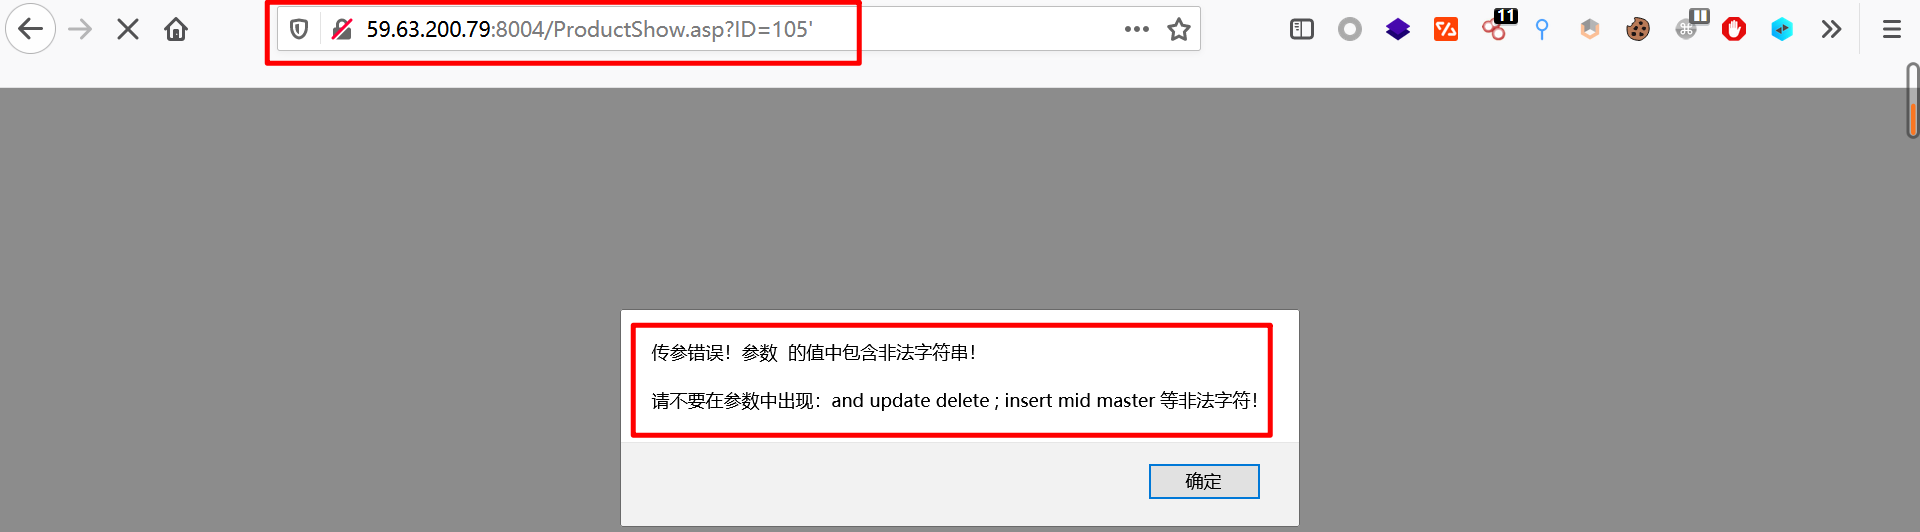 59.63.200.79:8004/ProductShow.asp?ID=105'
11
传参错误！参数  的值中包含非法字符串！
请不要在参数中出现：and update delete ; insert mid master 等非法字符！
确定